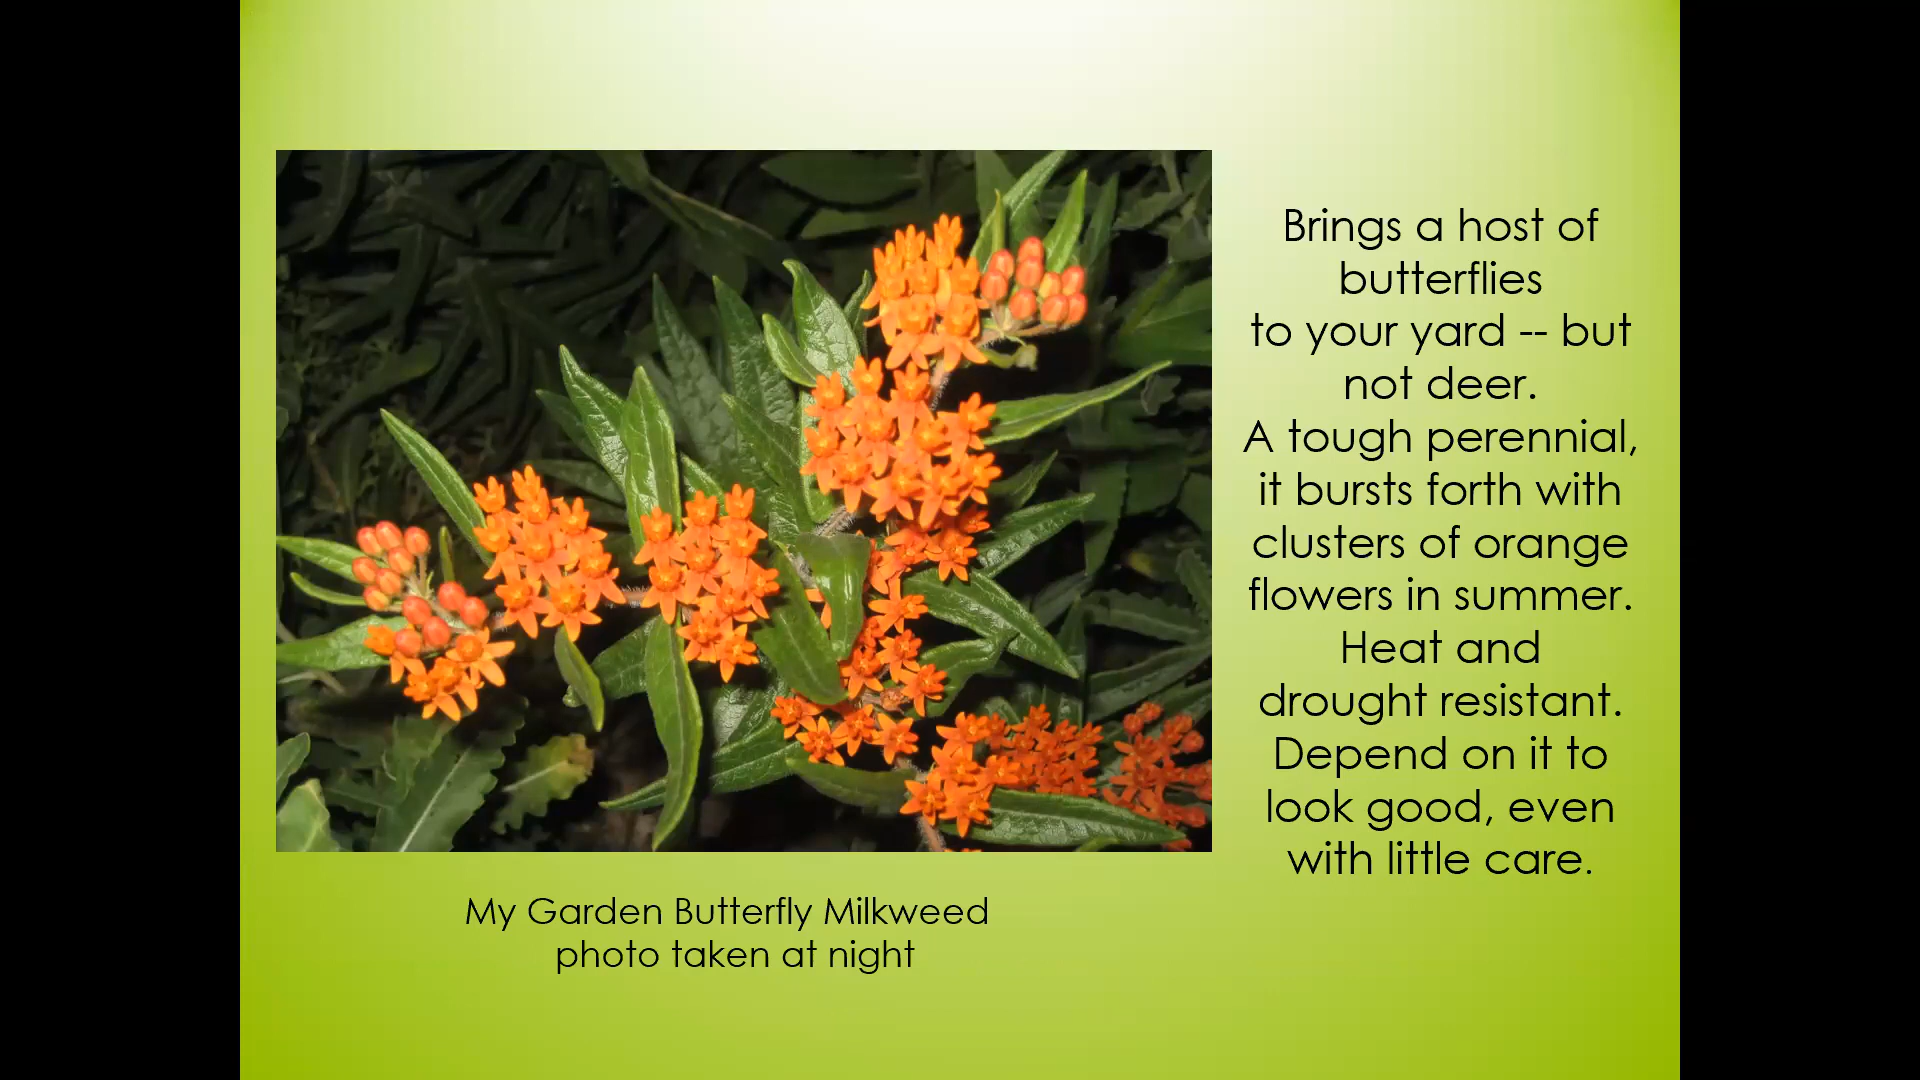 Brings a host of
butterflies
to your yard -- but
not deer.
A tough perennial,
it bursts forth with
clusters of orange
flowers in summer.
Heat and
drought resistant.
Depend on it to
look good, even
with little care.
My Garden Butterfly Milkweed
photo taken at night